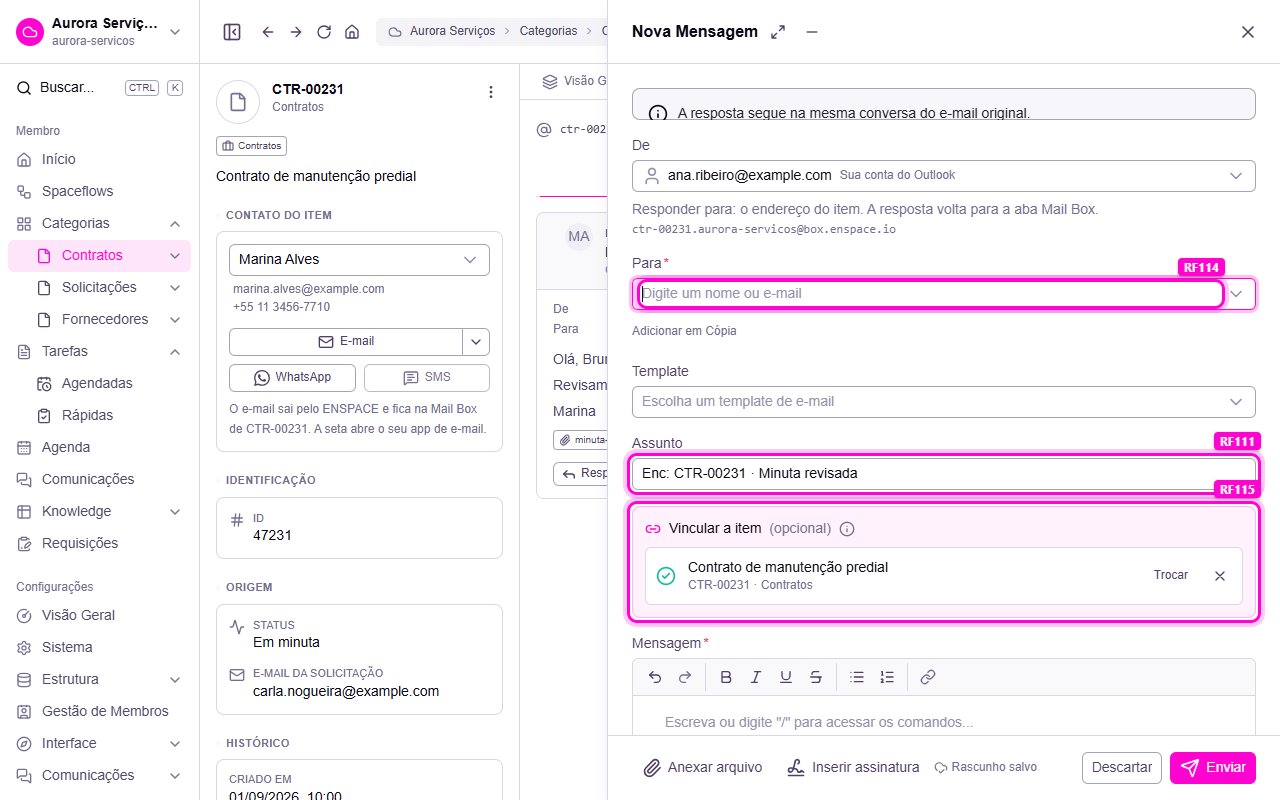 Aurora Serviç...
aurora-servicos
Buscar... CTRL K
Membro
Início
Spaceflows
Categorias
Contratos
Solicitações
Fornecedores
Tarefas
Agendadas
Rápidas
Agenda
Comunicações
Knowledge
Requisições
Configurações
Visão Geral
Sistema
Estrutura
Gestão de Membros
Interface
Comunicações
Aurora Serviços > Categorias >
CTR-00231
Contratos
Contratos
Contrato de manutenção predial
CONTATO DO ITEM
Marina Alves
marina.alves@example.com
+55 11 3456-7710
E-mail
WhatsApp
SMS
O e-mail sai pelo ENSPACE e fica na Mail Box
de CTR-00231. A seta abre o seu app de e-mail.
IDENTIFICAÇÃO
ID
47231
ORIGEM
STATUS
Em minuta
E-MAIL DA SOLICITAÇÃO
carla.nogueira@example.com
HISTÓRICO
CRIADO EM
01/09/2026, 10:00
Visão G
@ ctr-002
MA
De
Para
Olá, Brun
Revisam
Marina
minuta-
Resp
Nova Mensagem
A resposta segue na mesma conversa do e-mail original.
De
ana.ribeiro@example.com Sua conta do Outlook
Responder para: o endereço do item. A resposta volta para a aba Mail Box.
ctr-00231.aurora-servicos@box.enspace.io
Para *
RF114
Digite um nome ou e-mail
Adicionar em Cópia
Template
Escolha um template de e-mail
Assunto
RF111
Enc: CTR-00231 · Minuta revisada
RF115
Vincular a item (opcional)
Contrato de manutenção predial
CTR-00231 · Contratos
Trocar
Mensagem *
B I U S
Escreva ou digite "/" para acessar os comandos...
Anexar arquivo
Inserir assinatura
Rascunho salvo
Descartar
Enviar